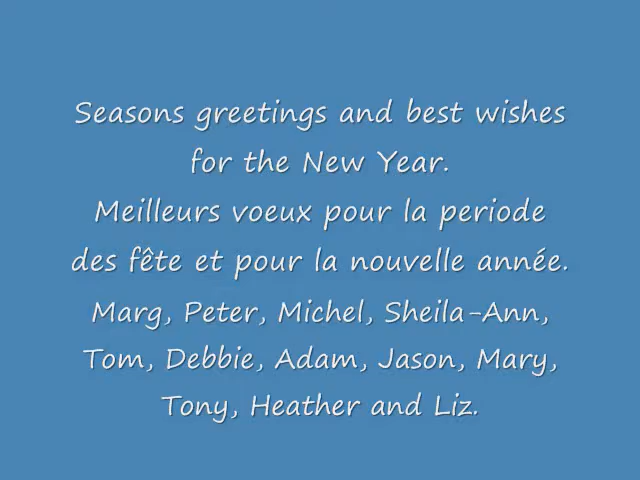 Seasons greetings and best wishes
for the New Year.
Meilleurs voeux pour la periode
des fête et pour la nouvelle année.
Marg, Peter, Michel, Sheila-Ann,
Tom, Debbie, Adam, Jason, Mary,
Tony, Heather and Liz.